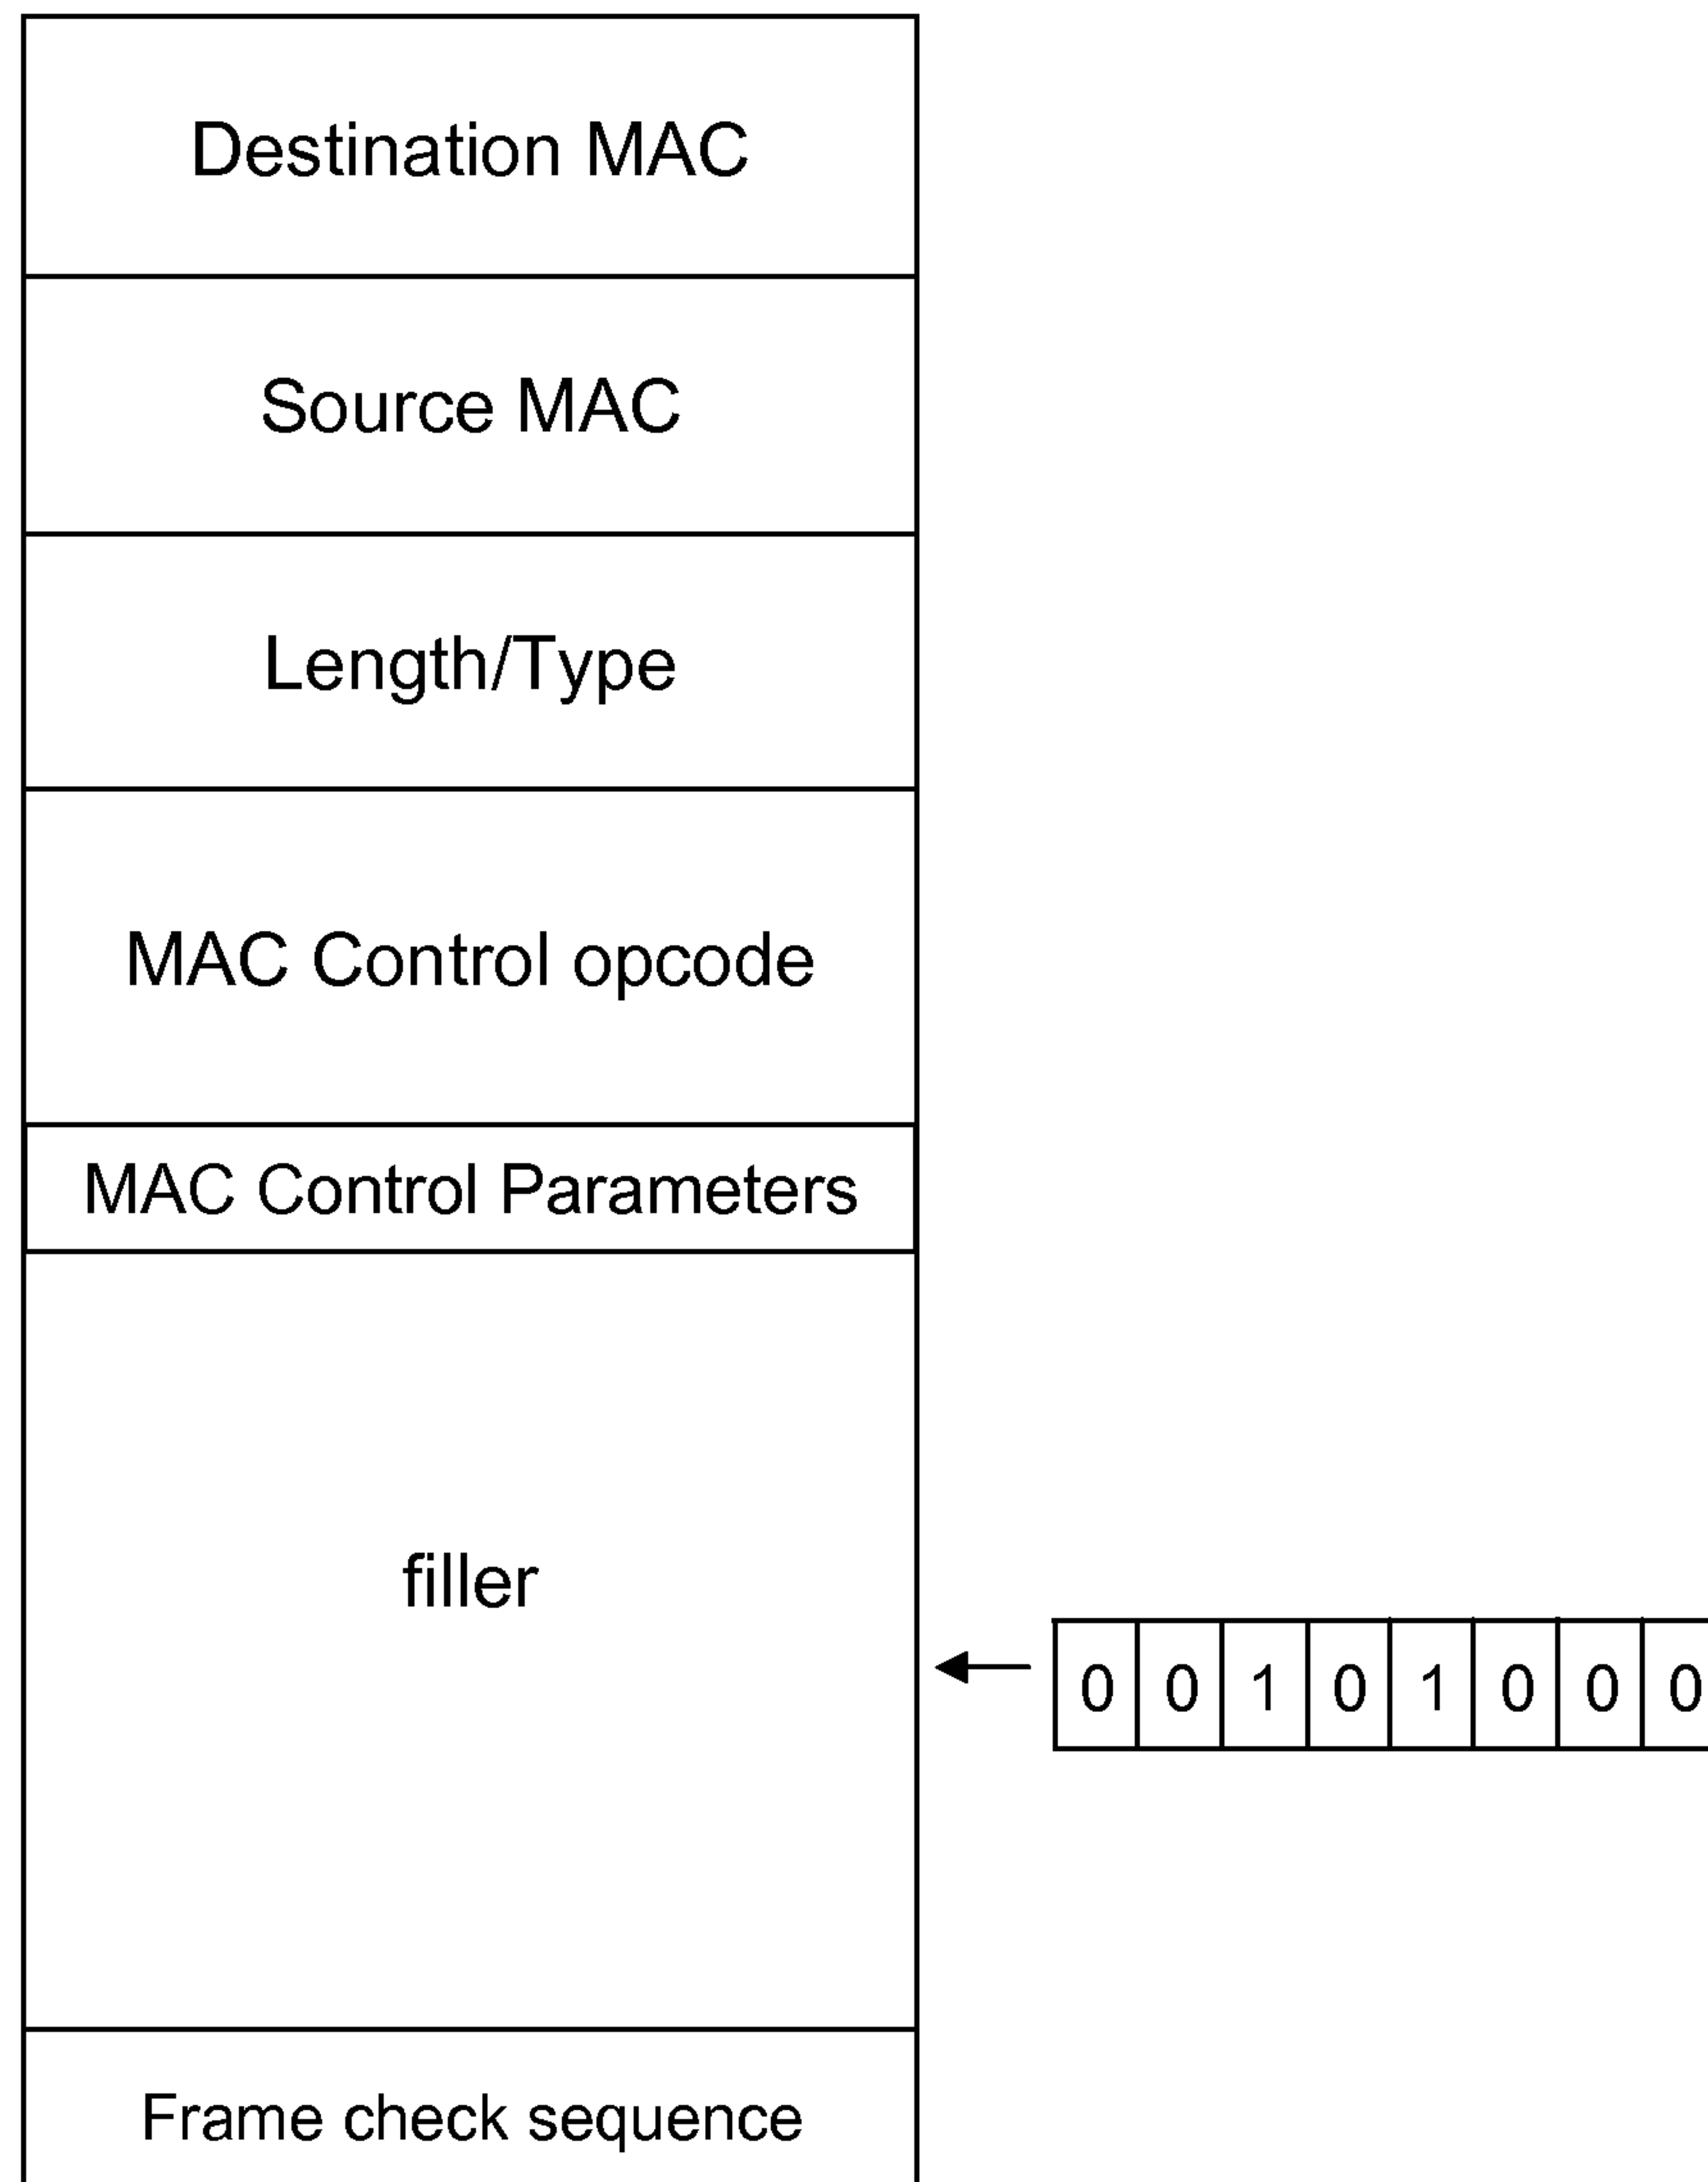 Destination MAC
Source MAC
Length/Type
MAC Control opcode
MAC Control Parameters
filler
0 0 1 0 1 0 0 0
Frame check sequence